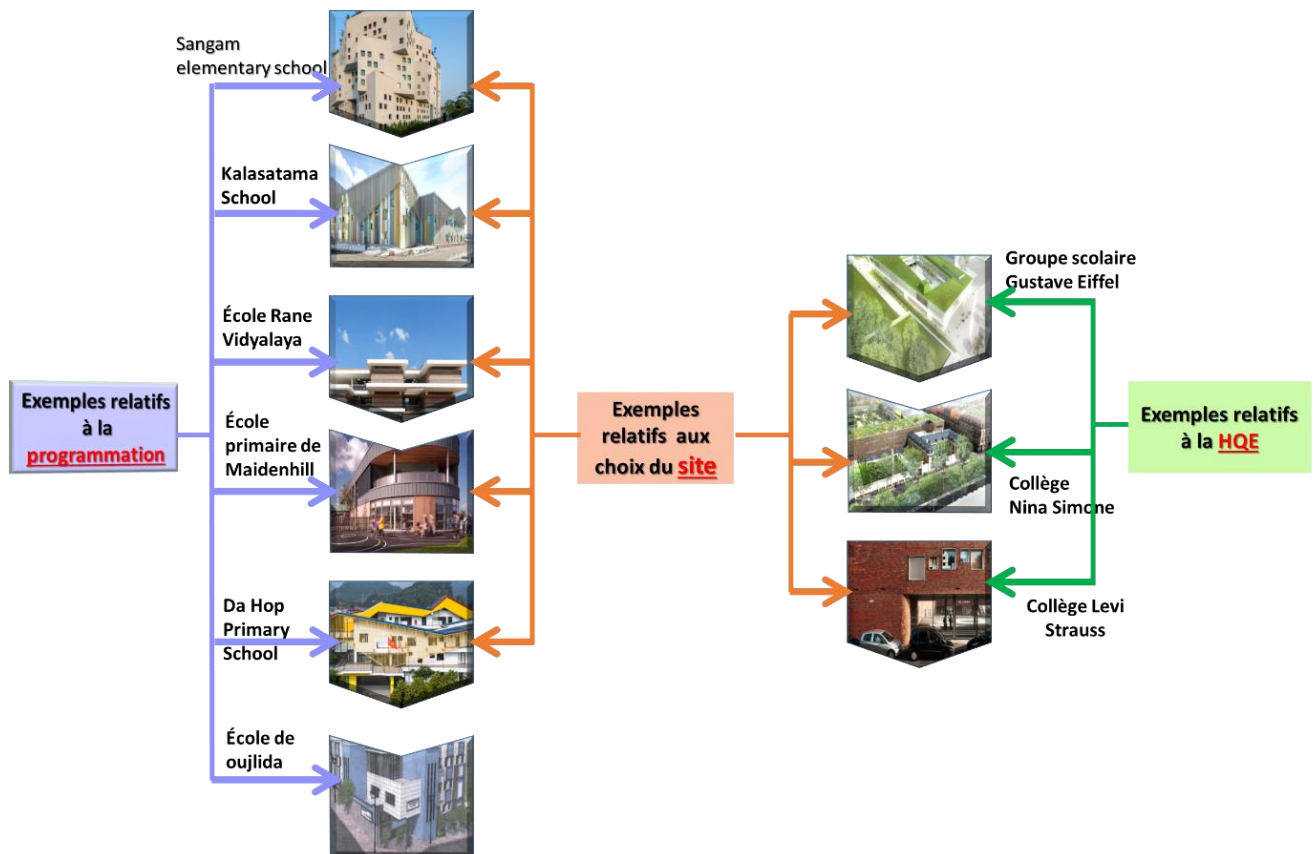 Sangam
elementary school
Kalasatama
School
École Rane
Vidyalaya
Exemples relatifs
à la
programmation
École
primaire de
Maidenhill
Da Hop
Primary
School
École de
oujlida
Exemples
relatifs aux
choix du site
Groupe scolaire
Gustave Eiffel
Collège
Nina Simone
Collège Levi
Strauss
Exemples relatifs
à la HQE